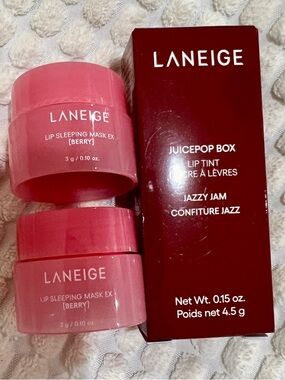 LANEIGE
LIP SLEEPING MASK EX
[BERRY]
3 g / 0.10 oz.
LANEIGE
LIP SLEEPING MASK EX
[BERRY]
3 g / 0.10 oz.
LANEIGE
JUICEPOP BOX
LIP TINT
CRE À LÈVRES
JAZZY JAM
CONFITURE JAZZ
Net Wt. 0.15 oz.
Poids net 4.5 g